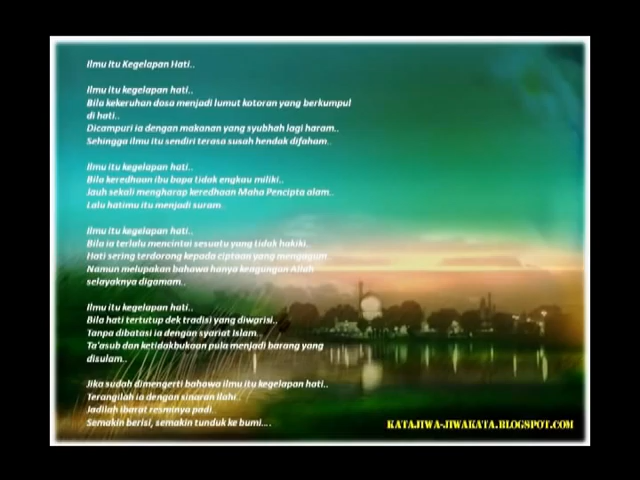 Ilmu Itu Kegelapan Hati..
Ilmu itu kegelapan hati..
Bila kekeruhan dosa menjadi lumut kotoran yang berkumpul
di hati..
Dicampuri ia dengan makanan yang syubhah lagi haram..
Sehingga ilmu itu sendiri terasa susah hendak difaham..
Ilmu itu kegelapan hati..
Bila keredhaan ibu bapa tidak engkau miliki..
Jauh sekali mengharap keredhaan Maha Pencipta alam..
Lalu hatimu itu menjadi suram..
Ilmu itu kegelapan hati..
Bila ia terlalu mencintai sesuatu yang tidak hakiki..
Hati sering terdorong kepada ciptaan yang mengagum..
Namun melupakan bahawa hanya keagungan Allah
selayaknya digamam..
Ilmu itu kegelapan hati..
Bila hati tertutup dek tradisi yang diwarisi..
Tanpa dibatasi ia dengan syariat Islam..
Ta'asub dan ketidakbukaan pula menjadi barang yang
disulam..
Jika sudah dimengerti bahawa ilmu itu kegelapan hati..
Terangilah ia dengan sinaran Ilahi..
Jadilah ibarat resminya padi..
Semakin berisi, semakin tunduk ke bumi....
KATAJIWA-JIWAKATA.BLOGSPOT.COM